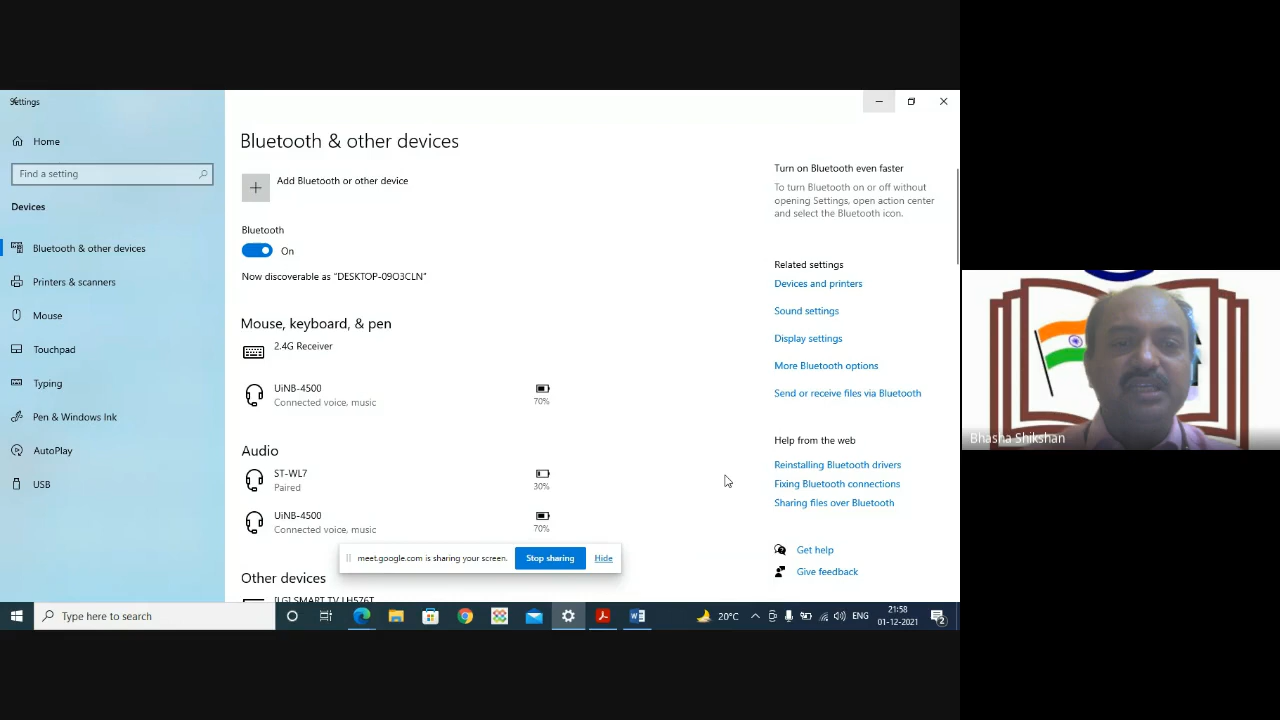 Settings
Home
Find a setting
Devices
Bluetooth & other devices
Printers & scanners
Mouse
Touchpad
Typing
Pen & Windows Ink
AutoPlay
USB
Bluetooth & other devices
Add Bluetooth or other device
Bluetooth
On
Now discoverable as "DESKTOP-09O3CLN"
Mouse, keyboard, & pen
2.4G Receiver
UiNB-4500
Connected voice, music
70%
Audio
ST-WL7
Paired
30%
UiNB-4500
Connected voice, music
70%
Other devices
[LG] SMART TV LH576T
meet.google.com is sharing your screen.
Stop sharing
Hide
Turn on Bluetooth even faster
To turn Bluetooth on or off without
opening Settings, open action center
and select the Bluetooth icon.
Related settings
Devices and printers
Sound settings
Display settings
More Bluetooth options
Send or receive files via Bluetooth
Help from the web
Reinstalling Bluetooth drivers
Fixing Bluetooth connections
Sharing files over Bluetooth
Get help
Give feedback
Bhasha Shikshan
Type here to search
20°C
ENG
21:58
01-12-2021
2